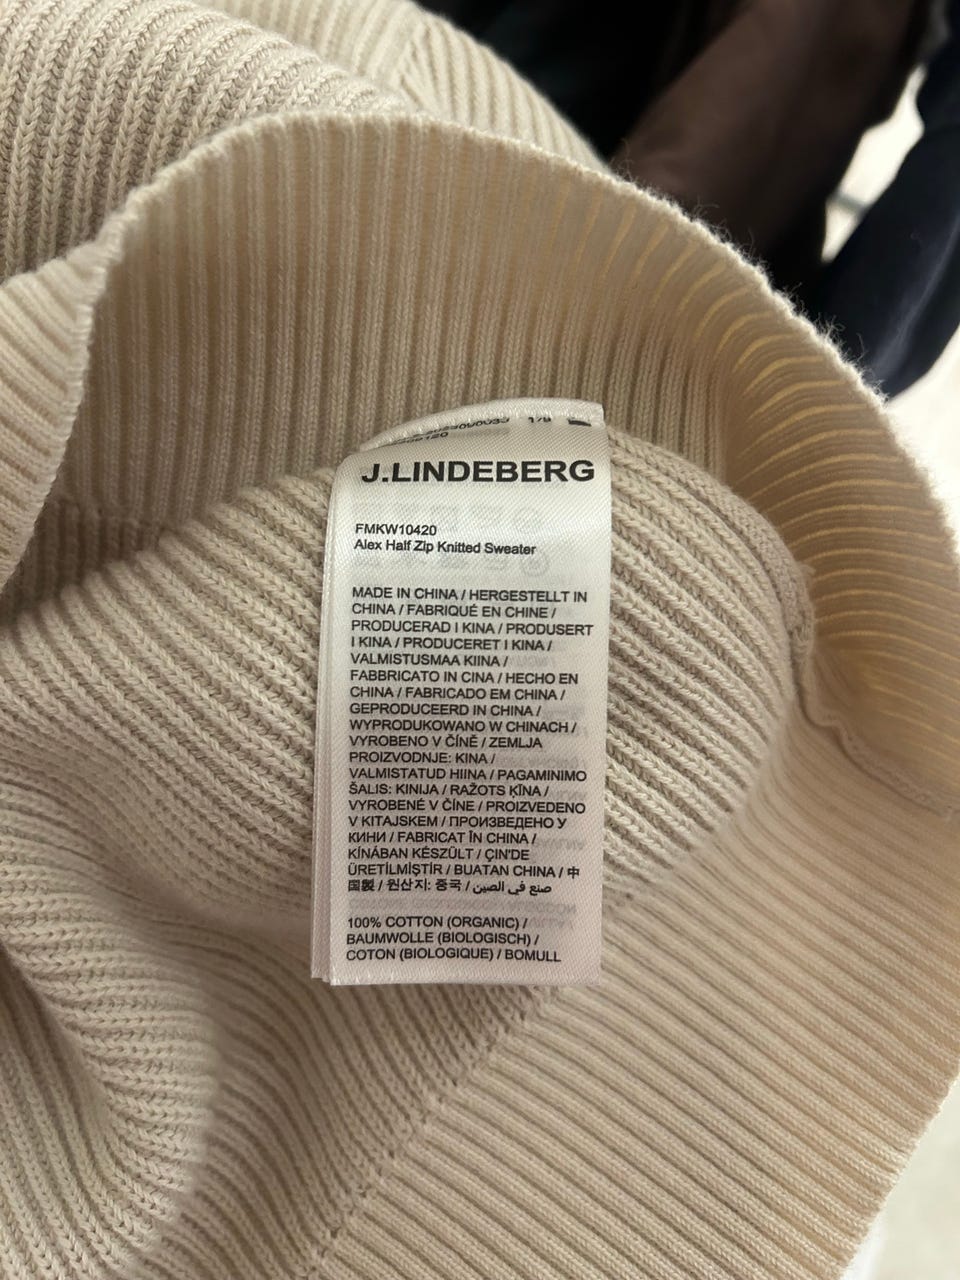 1/9
J.LINDEBERG
FMKW10420
Alex Half Zip Knitted Sweater
MADE IN CHINA / HERGESTELLT IN
CHINA / FABRIQUÉ EN CHINE /
PRODUCERAD I KINA / PRODUSERT
I KINA / PRODUCERET I KINA /
VALMISTUSMAA KIINA /
FABBRICATO IN CINA / HECHO EN
CHINA / FABRICADO EM CHINA /
GEPRODUCEERD IN CHINA /
WYPRODUKOWANO W CHINACH /
VYROBENO V ČÍNĚ / ZEMLJA
PROIZVODNJE: KINA /
VALMISTATUD HIINA / PAGAMINIMO
ŠALIS: KINIJA / RAŽOTS ĶĪNA /
VYROBENÉ V ČÍNE / PROIZVEDENO
V KITAJSKEM / ПРОИЗВЕДЕНО У
КИНИ / FABRICAT ÎN CHINA /
KÍNÁBAN KÉSZÜLT / ÇIN'DE
ÜRETİLMİŞTİR / BUATAN CHINA / 中
国製 / 원산지: 중국 / صنع في الصين
100% COTTON (ORGANIC) /
BAUMWOLLE (BIOLOGISCH) /
COTON (BIOLOGIQUE) / BOMULL